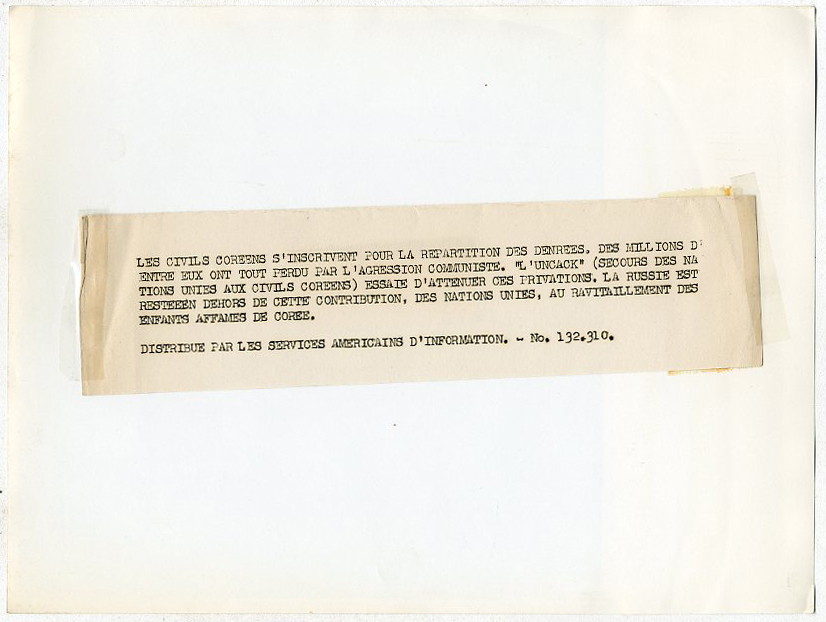 LES CIVILS COREENS S'INSCRIVENT POUR LA REPARTITION DES DENREES, DES MILLIONS D'
ENTRE EUX ONT TOUT PERDU PAR L'AGRESSION COMMUNISTE. "L'UNCACK" (SECOURS DES NA
TIONS UNIES AUX CIVILS COREENS) ESSAIE D'ATTENUER CES PRIVATIONS. LA RUSSIE EST
RESTEEEN DEHORS DE CETTE CONTRIBUTION, DES NATIONS UNIES, AU RAVITAILLEMENT DES
ENFANTS AFFAMES DE COREE.
DISTRIBUE PAR LES SERVICES AMERICAINS D'INFORMATION. - No. 132.310.